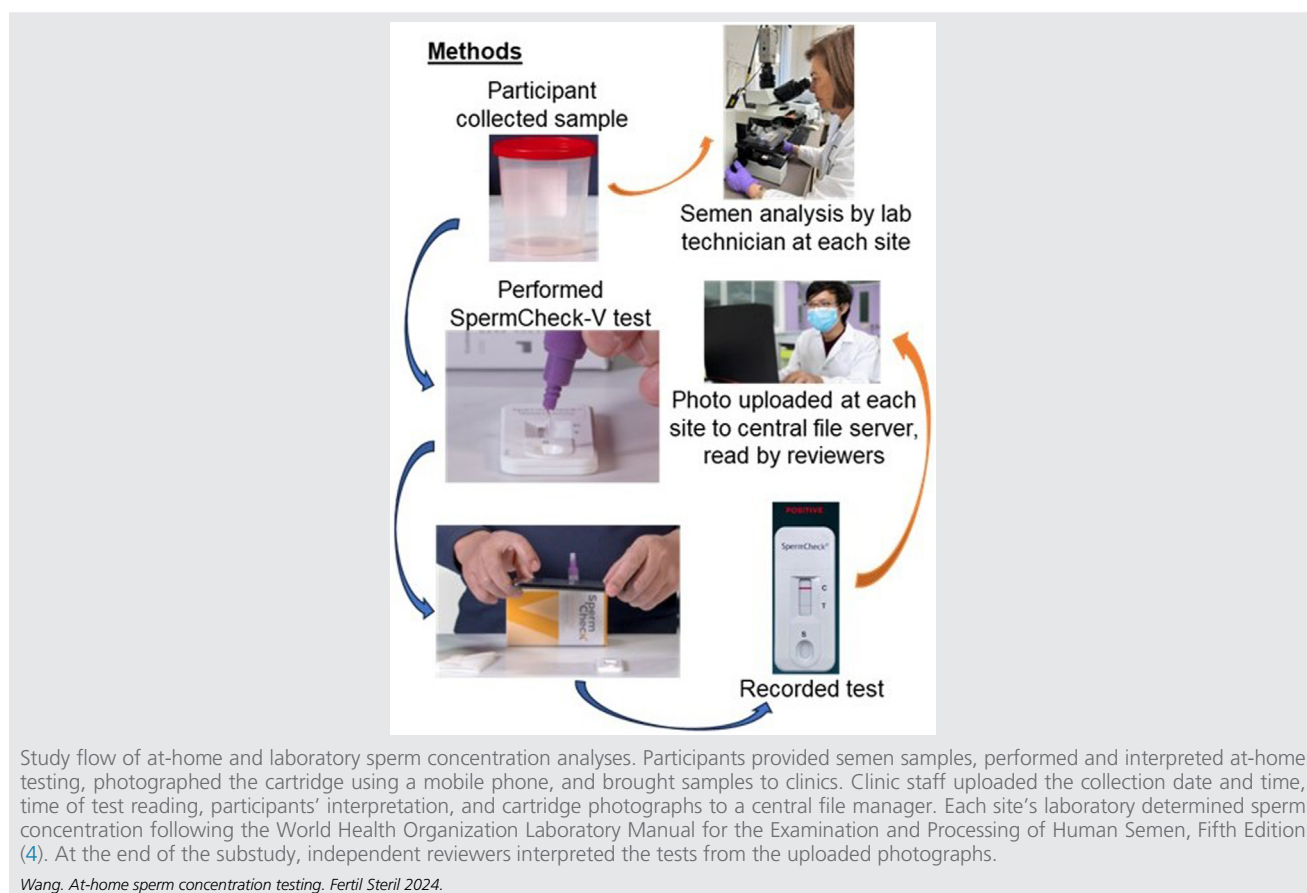 Methods
Participant
collected sample
Semen analysis by lab
technician at each site
Performed
SpermCheck-V test
Photo uploaded at each
site to central file server,
read by reviewers
Sperm
Check
V
POSITIVE
SpermCheck®
C
T
S
Recorded test
Study flow of at-home and laboratory sperm concentration analyses. Participants provided semen samples, performed and interpreted at-home
testing, photographed the cartridge using a mobile phone, and brought samples to clinics. Clinic staff uploaded the collection date and time,
time of test reading, participants' interpretation, and cartridge photographs to a central file manager. Each site's laboratory determined sperm
concentration following the World Health Organization Laboratory Manual for the Examination and Processing of Human Semen, Fifth Edition
(4). At the end of the substudy, independent reviewers interpreted the tests from the uploaded photographs.
Wang. At-home sperm concentration testing. Fertil Steril 2024.